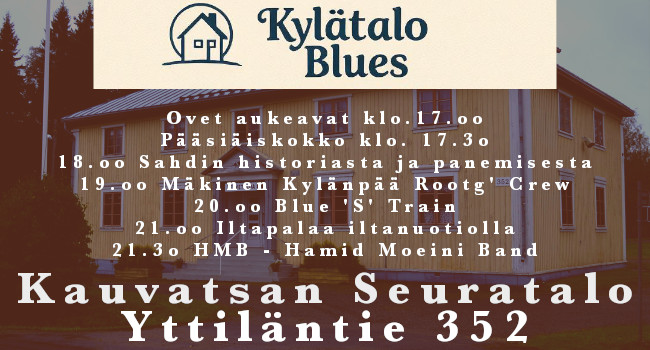 Kylätalo
Blues
Ovet aukeavat klo.17.oo
Pääsiäiskokko klo. 17.3o
18.oo Sahdin historiasta ja panemisesta
19.oo Mäkinen Kylänpää Rootg' Crew
20.oo Blue 'S' Train
21.oo Iltapalaa iltanuotiolla
21.3o HMB - Hamid Moeini Band
352
Kauvatsan Seuratalo
Yttiläntie 352